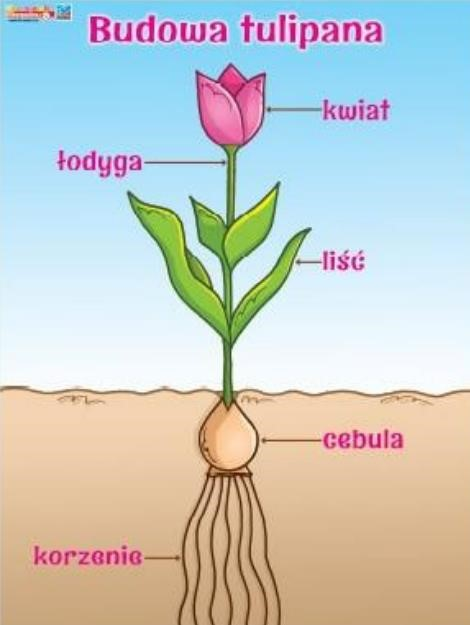 Budowa tulipana
kwiat
łodyga
liść
cebula
korzenie